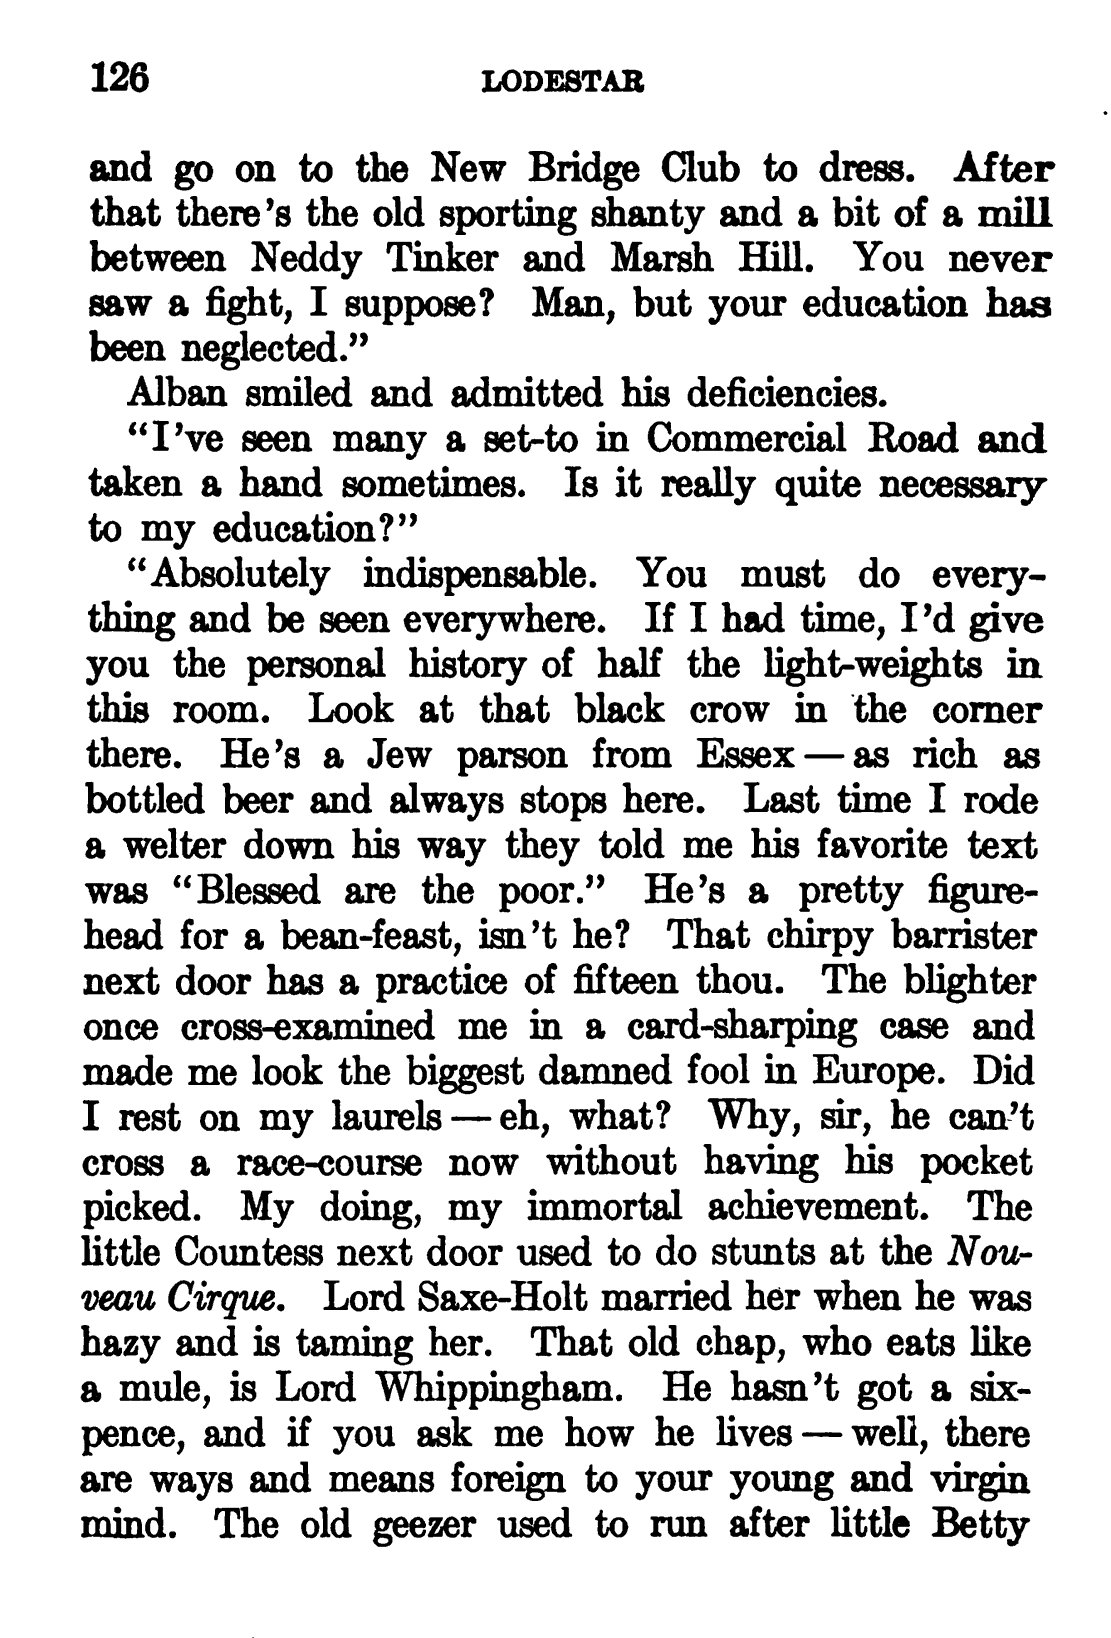 126 LODESTAR
and go on to the New Bridge Club to dress. After
that there's the old sporting shanty and a bit of a mill
between Neddy Tinker and Marsh Hill. You never
saw a fight, I suppose? Man, but your education has
been neglected."
Alban smiled and admitted his deficiencies.
"I've seen many a set-to in Commercial Road and
taken a hand sometimes. Is it really quite necessary
to my education?"
"Absolutely indispensable. You must do every-
thing and be seen everywhere. If I had time, I'd give
you the personal history of half the light-weights in
this room. Look at that black crow in the corner
there. He's a Jew parson from Essex — as rich as
bottled beer and always stops here. Last time I rode
a welter down his way they told me his favorite text
was "Blessed are the poor." He's a pretty figure-
head for a bean-feast, isn't he? That chirpy barrister
next door has a practice of fifteen thou. The blighter
once cross-examined me in a card-sharping case and
made me look the biggest damned fool in Europe. Did
I rest on my laurels — eh, what? Why, sir, he can't
cross a race-course now without having his pocket
picked. My doing, my immortal achievement. The
little Countess next door used to do stunts at the Nou-
veau Cirque. Lord Saxe-Holt married her when he was
hazy and is taming her. That old chap, who eats like
a mule, is Lord Whippingham. He hasn't got a six-
pence, and if you ask me how he lives — well, there
are ways and means foreign to your young and virgin
mind. The old geezer used to run after little Betty